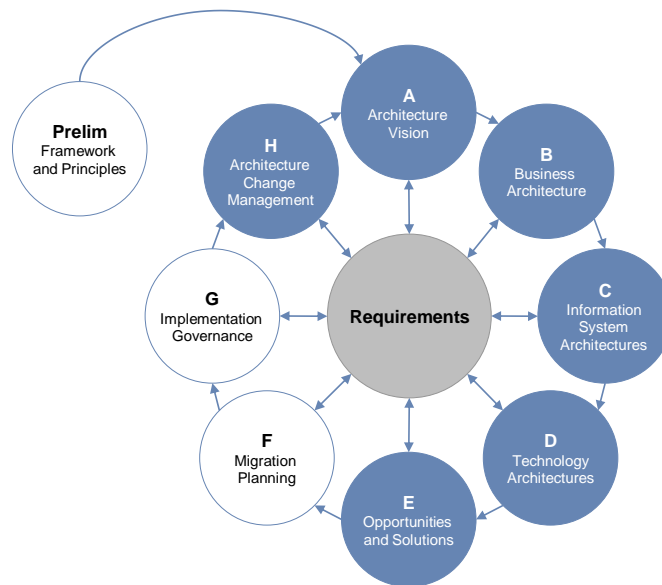 Prelim
Framework
and Principles
A
Architecture
Vision
B
Business
Architecture
C
Information
System
Architectures
D
Technology
Architectures
E
Opportunities
and Solutions
F
Migration
Planning
G
Implementation
Governance
H
Architecture
Change
Management
Requirements